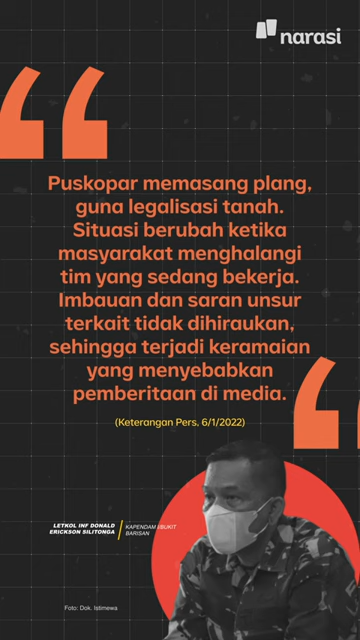 narasi
Puskopar memasang plang,
guna legalisasi tanah.
Situasi berubah ketika
masyarakat menghalangi
tim yang sedang bekerja.
Imbauan dan saran unsur
terkait tidak dihiraukan,
sehingga terjadi keramaian
yang menyebabkan
pemberitaan di media.
(Keterangan Pers, 6/1/2022)
LETKOL INF DONALD
ERICKSON SILITONGA
KAPENDAM I/BUKIT
BARISAN
Foto: Dok. Istimewa